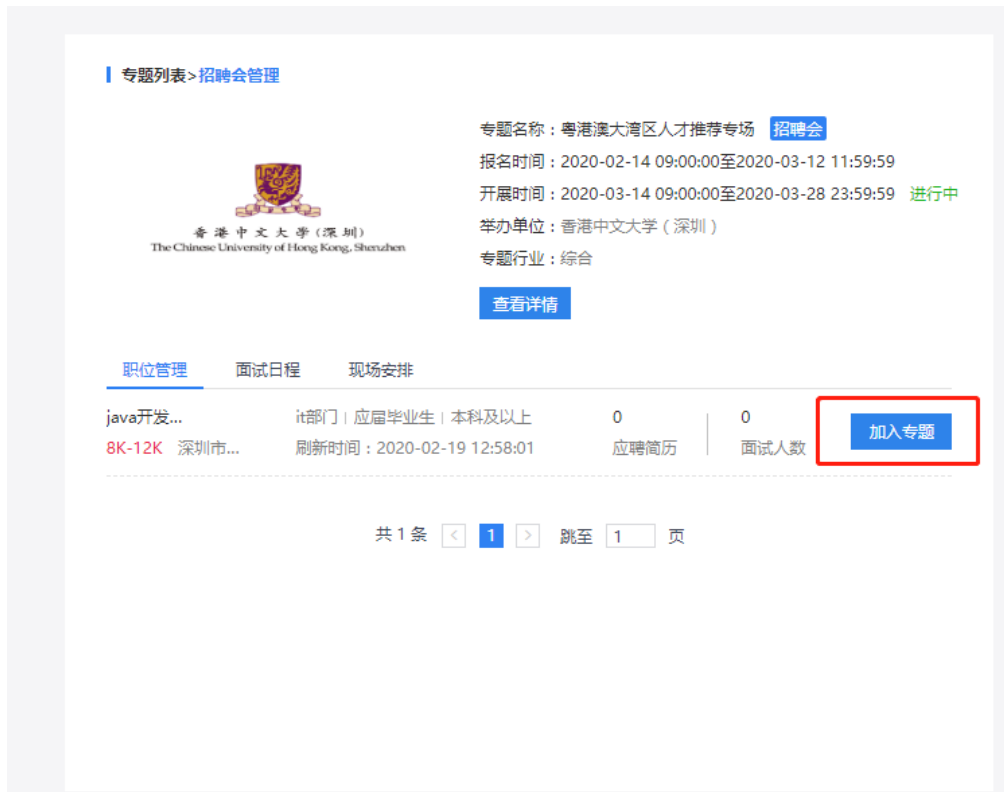 专题列表>招聘会管理
专题名称：粤港澳大湾区人才推荐专场 招聘会
报名时间：2020-02-14 09:00:00至2020-03-12 11:59:59
开展时间：2020-03-14 09:00:00至2020-03-28 23:59:59 进行中
举办单位：香港中文大学（深圳）
专题行业：综合
查看详情
香港中文大学(深圳)
The Chinese University of Hong Kong, Shenzhen
职位管理 面试日程 现场安排
java开发... it部门 | 应届毕业生 | 本科及以上 0 0
加入专题
8K-12K 深圳市... 刷新时间：2020-02-19 12:58:01 应聘简历 面试人数
共 1 条 < 1 > 跳至 1 页